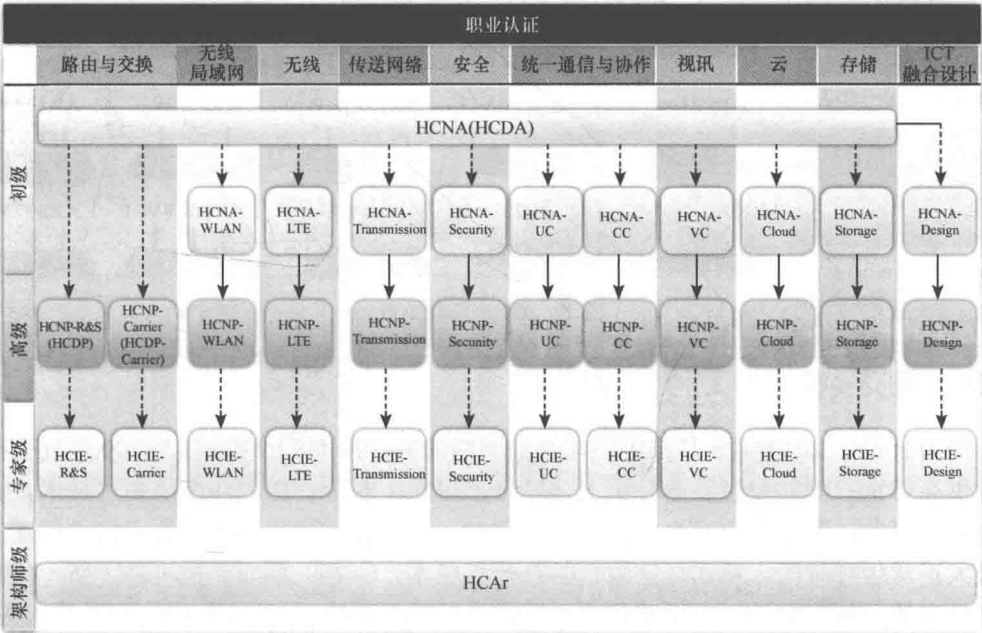 职业认证
路由与交换
无线
局域网
无线
传送网络
安全
统一通信与协作
视讯
云
存储
ICT
融合设计
初级
HCNA(HCDA)
HCNA-
WLAN
HCNA-
LTE
HCNA-
Transmission
HCNA-
Security
HCNA-
UC
HCNA-
CC
HCNA-
VC
HCNA-
Cloud
HCNA-
Storage
HCNA-
Design
高级
HCNP-R&S
(HCDP)
HCNP-
Carrier
(HCDP-
Carrier)
HCNP-
WLAN
HCNP-
LTE
HCNP-
Transmission
HCNP-
Security
HCNP-
UC
HCNP-
CC
HCNP-
VC
HCNP-
Cloud
HCNP-
Storage
HCNP-
Design
专家级
HCIE-
R&S
HCIE-
Carrier
HCIE-
WLAN
HCIE-
LTE
HCIE-
Transmission
HCIE-
Security
HCIE-
UC
HCIE-
CC
HCIE-
VC
HCIE-
Cloud
HCIE-
Storage
HCIE-
Design
架构师级
HCAr